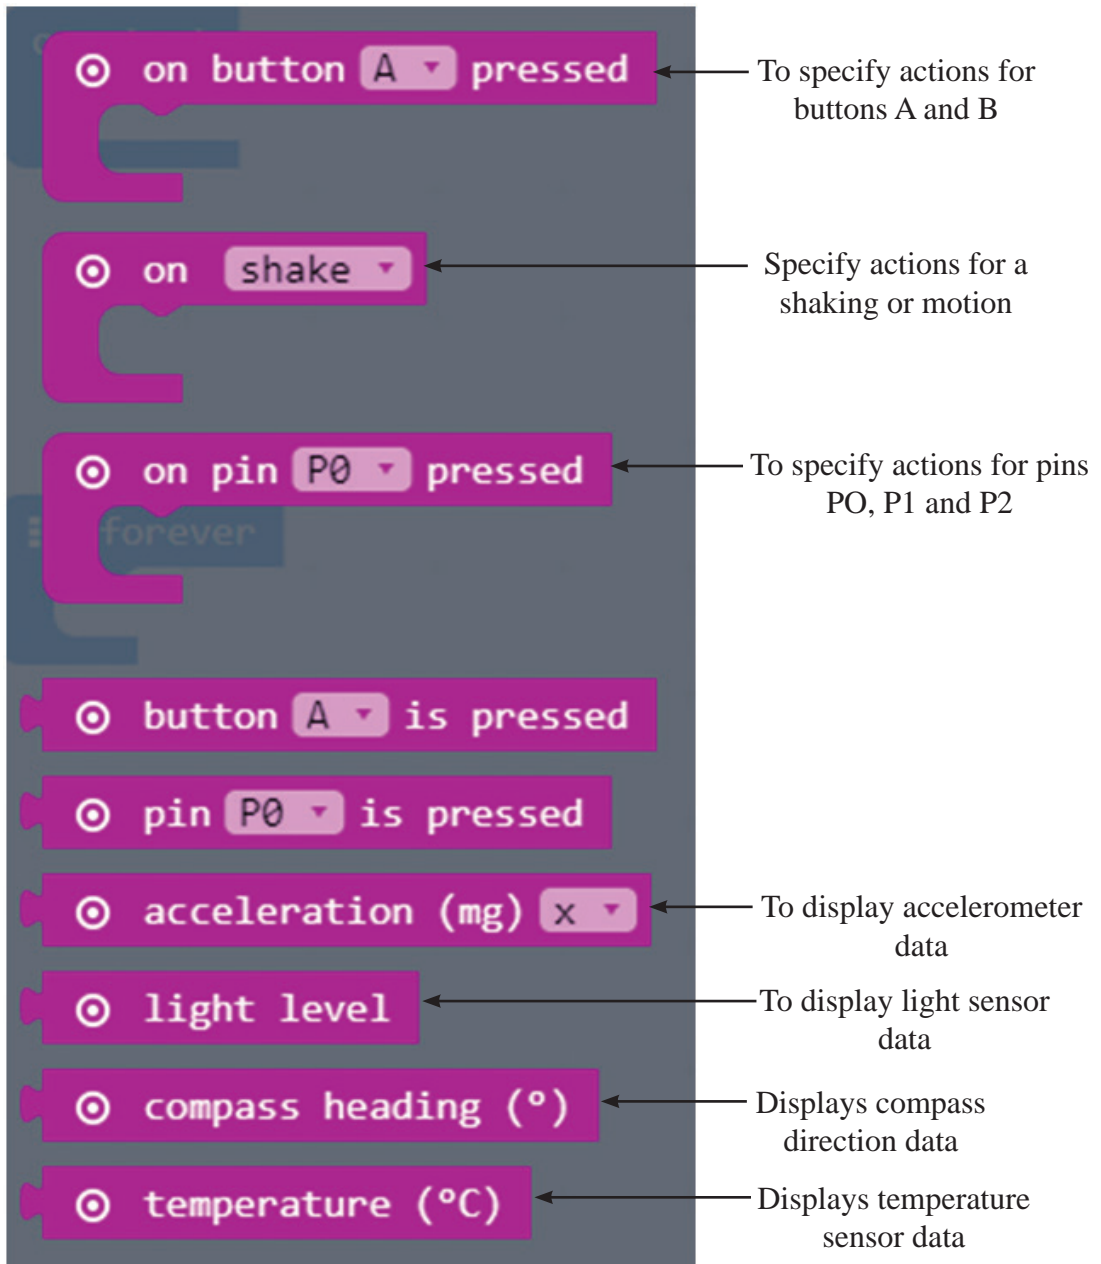 on button A pressed
To specify actions for
buttons A and B
on shake
Specify actions for a
shaking or motion
on pin P0 pressed
To specify actions for pins
PO, P1 and P2
forever
button A is pressed
pin P0 is pressed
acceleration (mg) x
To display accelerometer
data
light level
To display light sensor
data
compass heading (°)
Displays compass
direction data
temperature (°C)
Displays temperature
sensor data